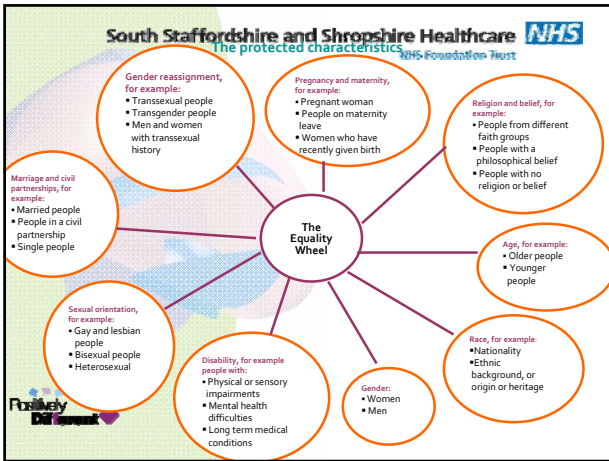 South Staffordshire and Shropshire Healthcare NHS
The protected characteristics
NHS Foundation Trust
Gender reassignment,
for example:
▪ Transsexual people
▪ Transgender people
▪ Men and women
with transsexual
history
Pregnancy and maternity,
for example:
▪ Pregnant woman
▪ People on maternity
leave
▪ Women who have
recently given birth
Religion and belief, for
example:
▪ People from different
faith groups
▪ People with a
philosophical belief
▪ People with no
religion or belief
Marriage and civil
partnerships, for
example:
▪ Married people
▪ People in a civil
partnership
▪ Single people
The
Equality
Wheel
Age, for example:
▪ Older people
▪ Younger
people
Sexual orientation,
for example:
▪ Gay and lesbian
people
▪ Bisexual people
▪ Heterosexual
Disability, for example
people with:
▪ Physical or sensory
impairments
▪ Mental health
difficulties
▪ Long term medical
conditions
Gender:
▪ Women
▪ Men
Race, for example:
▪ Nationality
▪ Ethnic
background, or
origin or heritage
Positively
Different